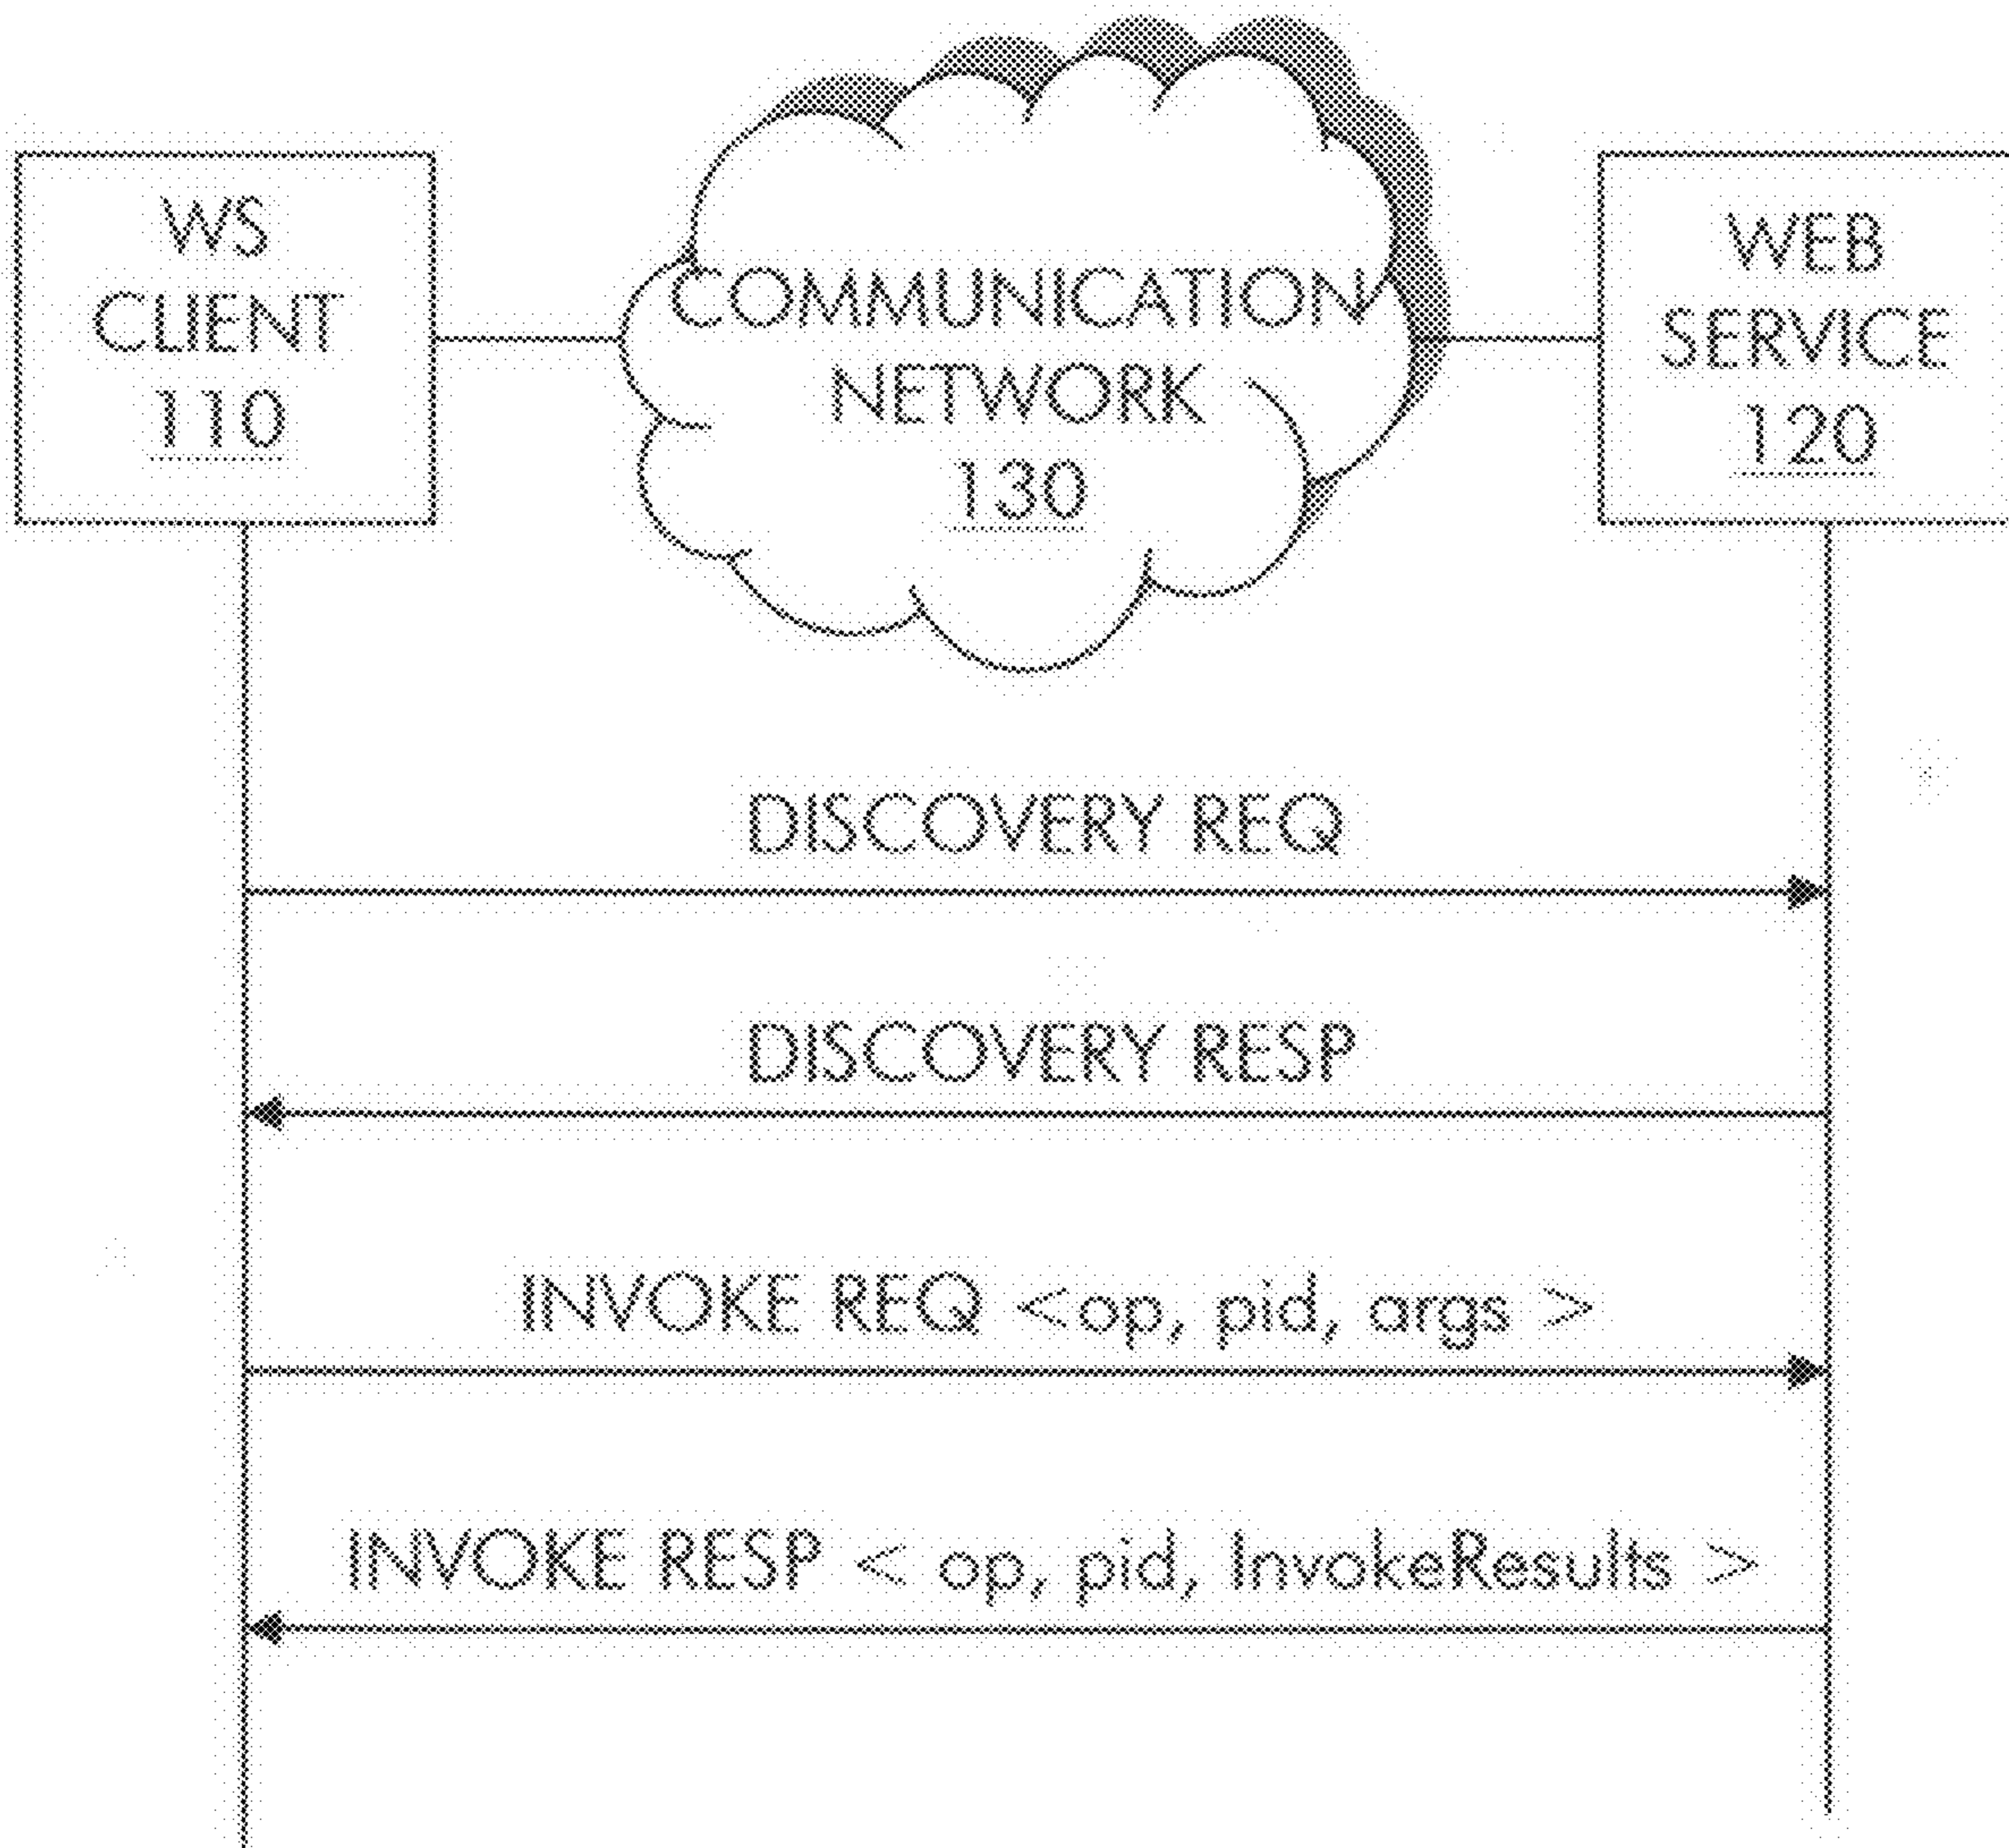 WS
CLIENT
110
COMMUNICATION
NETWORK
130
WEB
SERVICE
120
DISCOVERY REQ
DISCOVERY RESP
INVOKE REQ <op, pid, args >
INVOKE RESP < op, pid, InvokeResults >